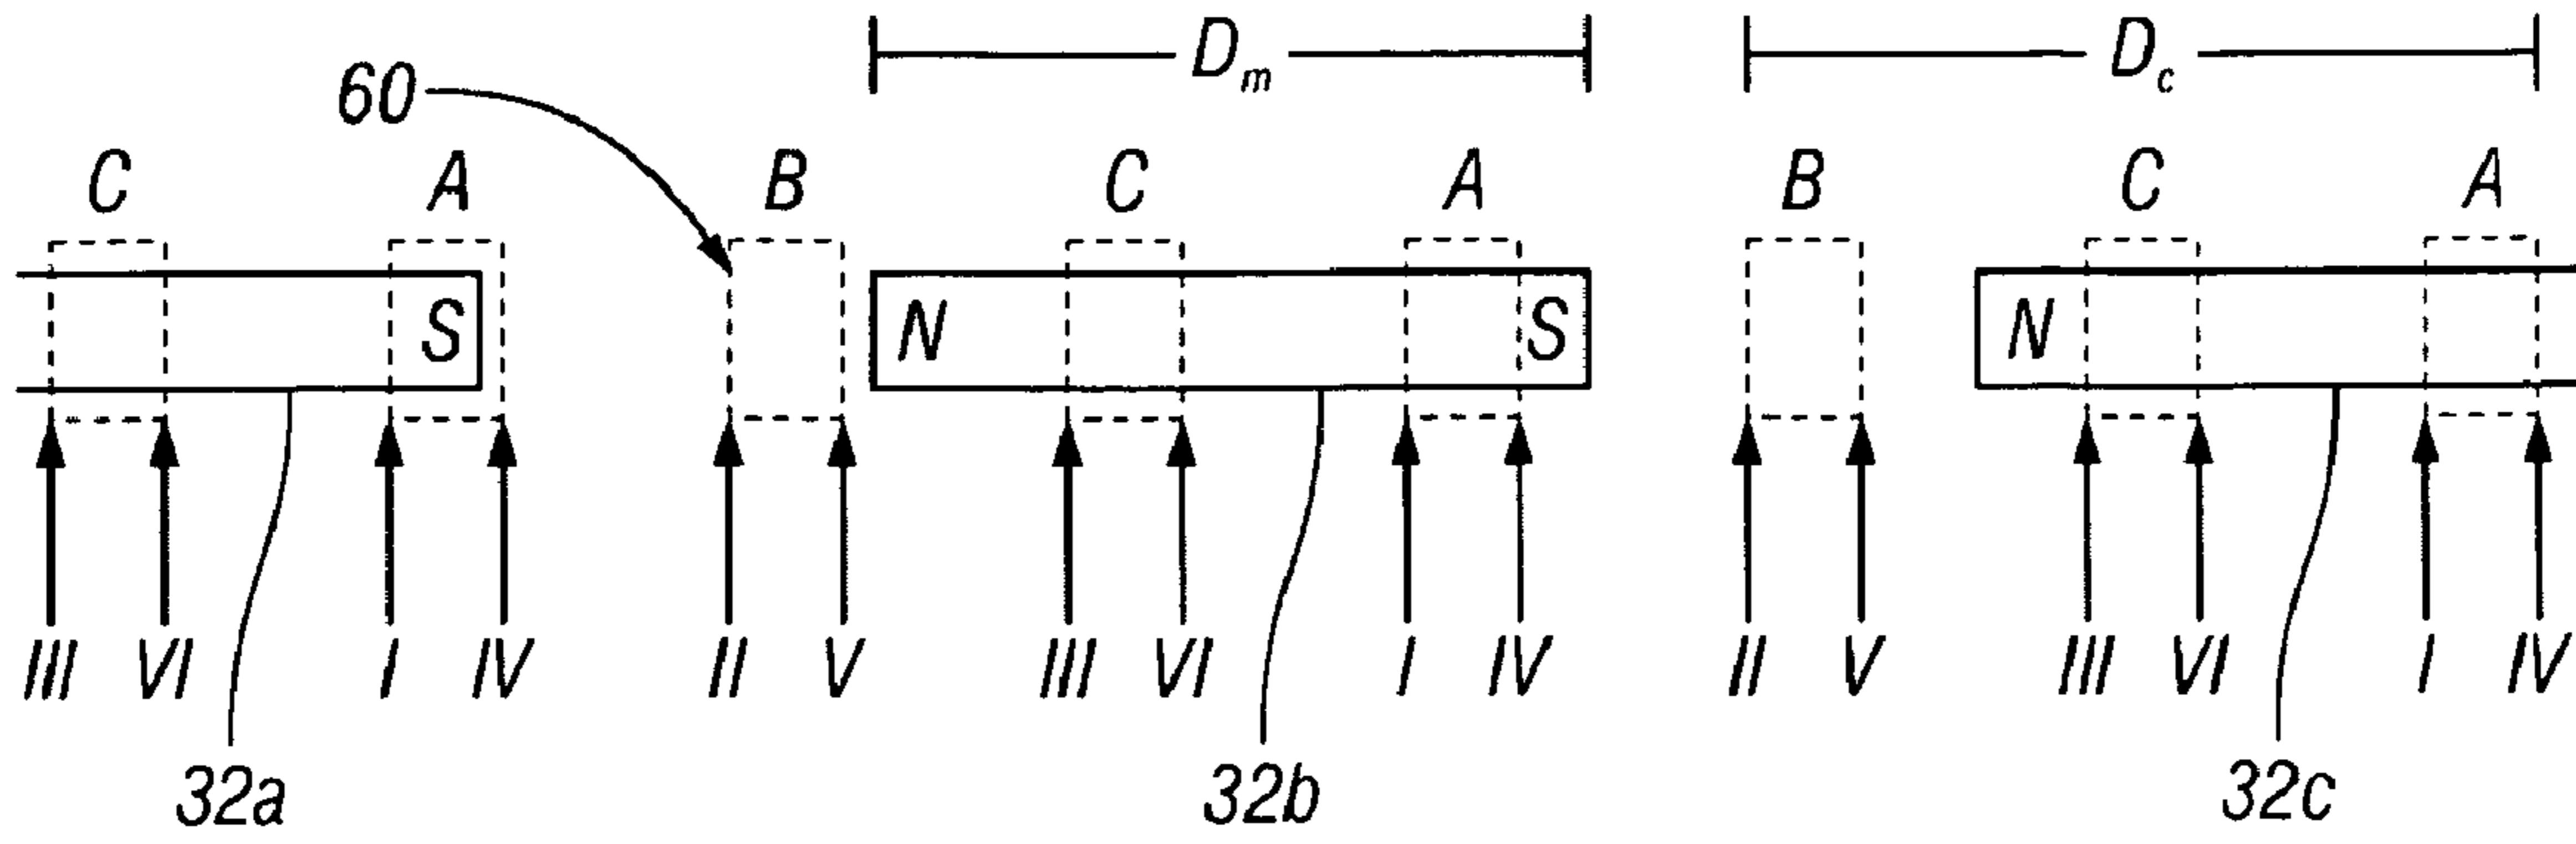 Dm Dc
60
C A B C A B C A
S N S N
III VI I IV II V III VI I IV II V III VI I IV
32a 32b 32c